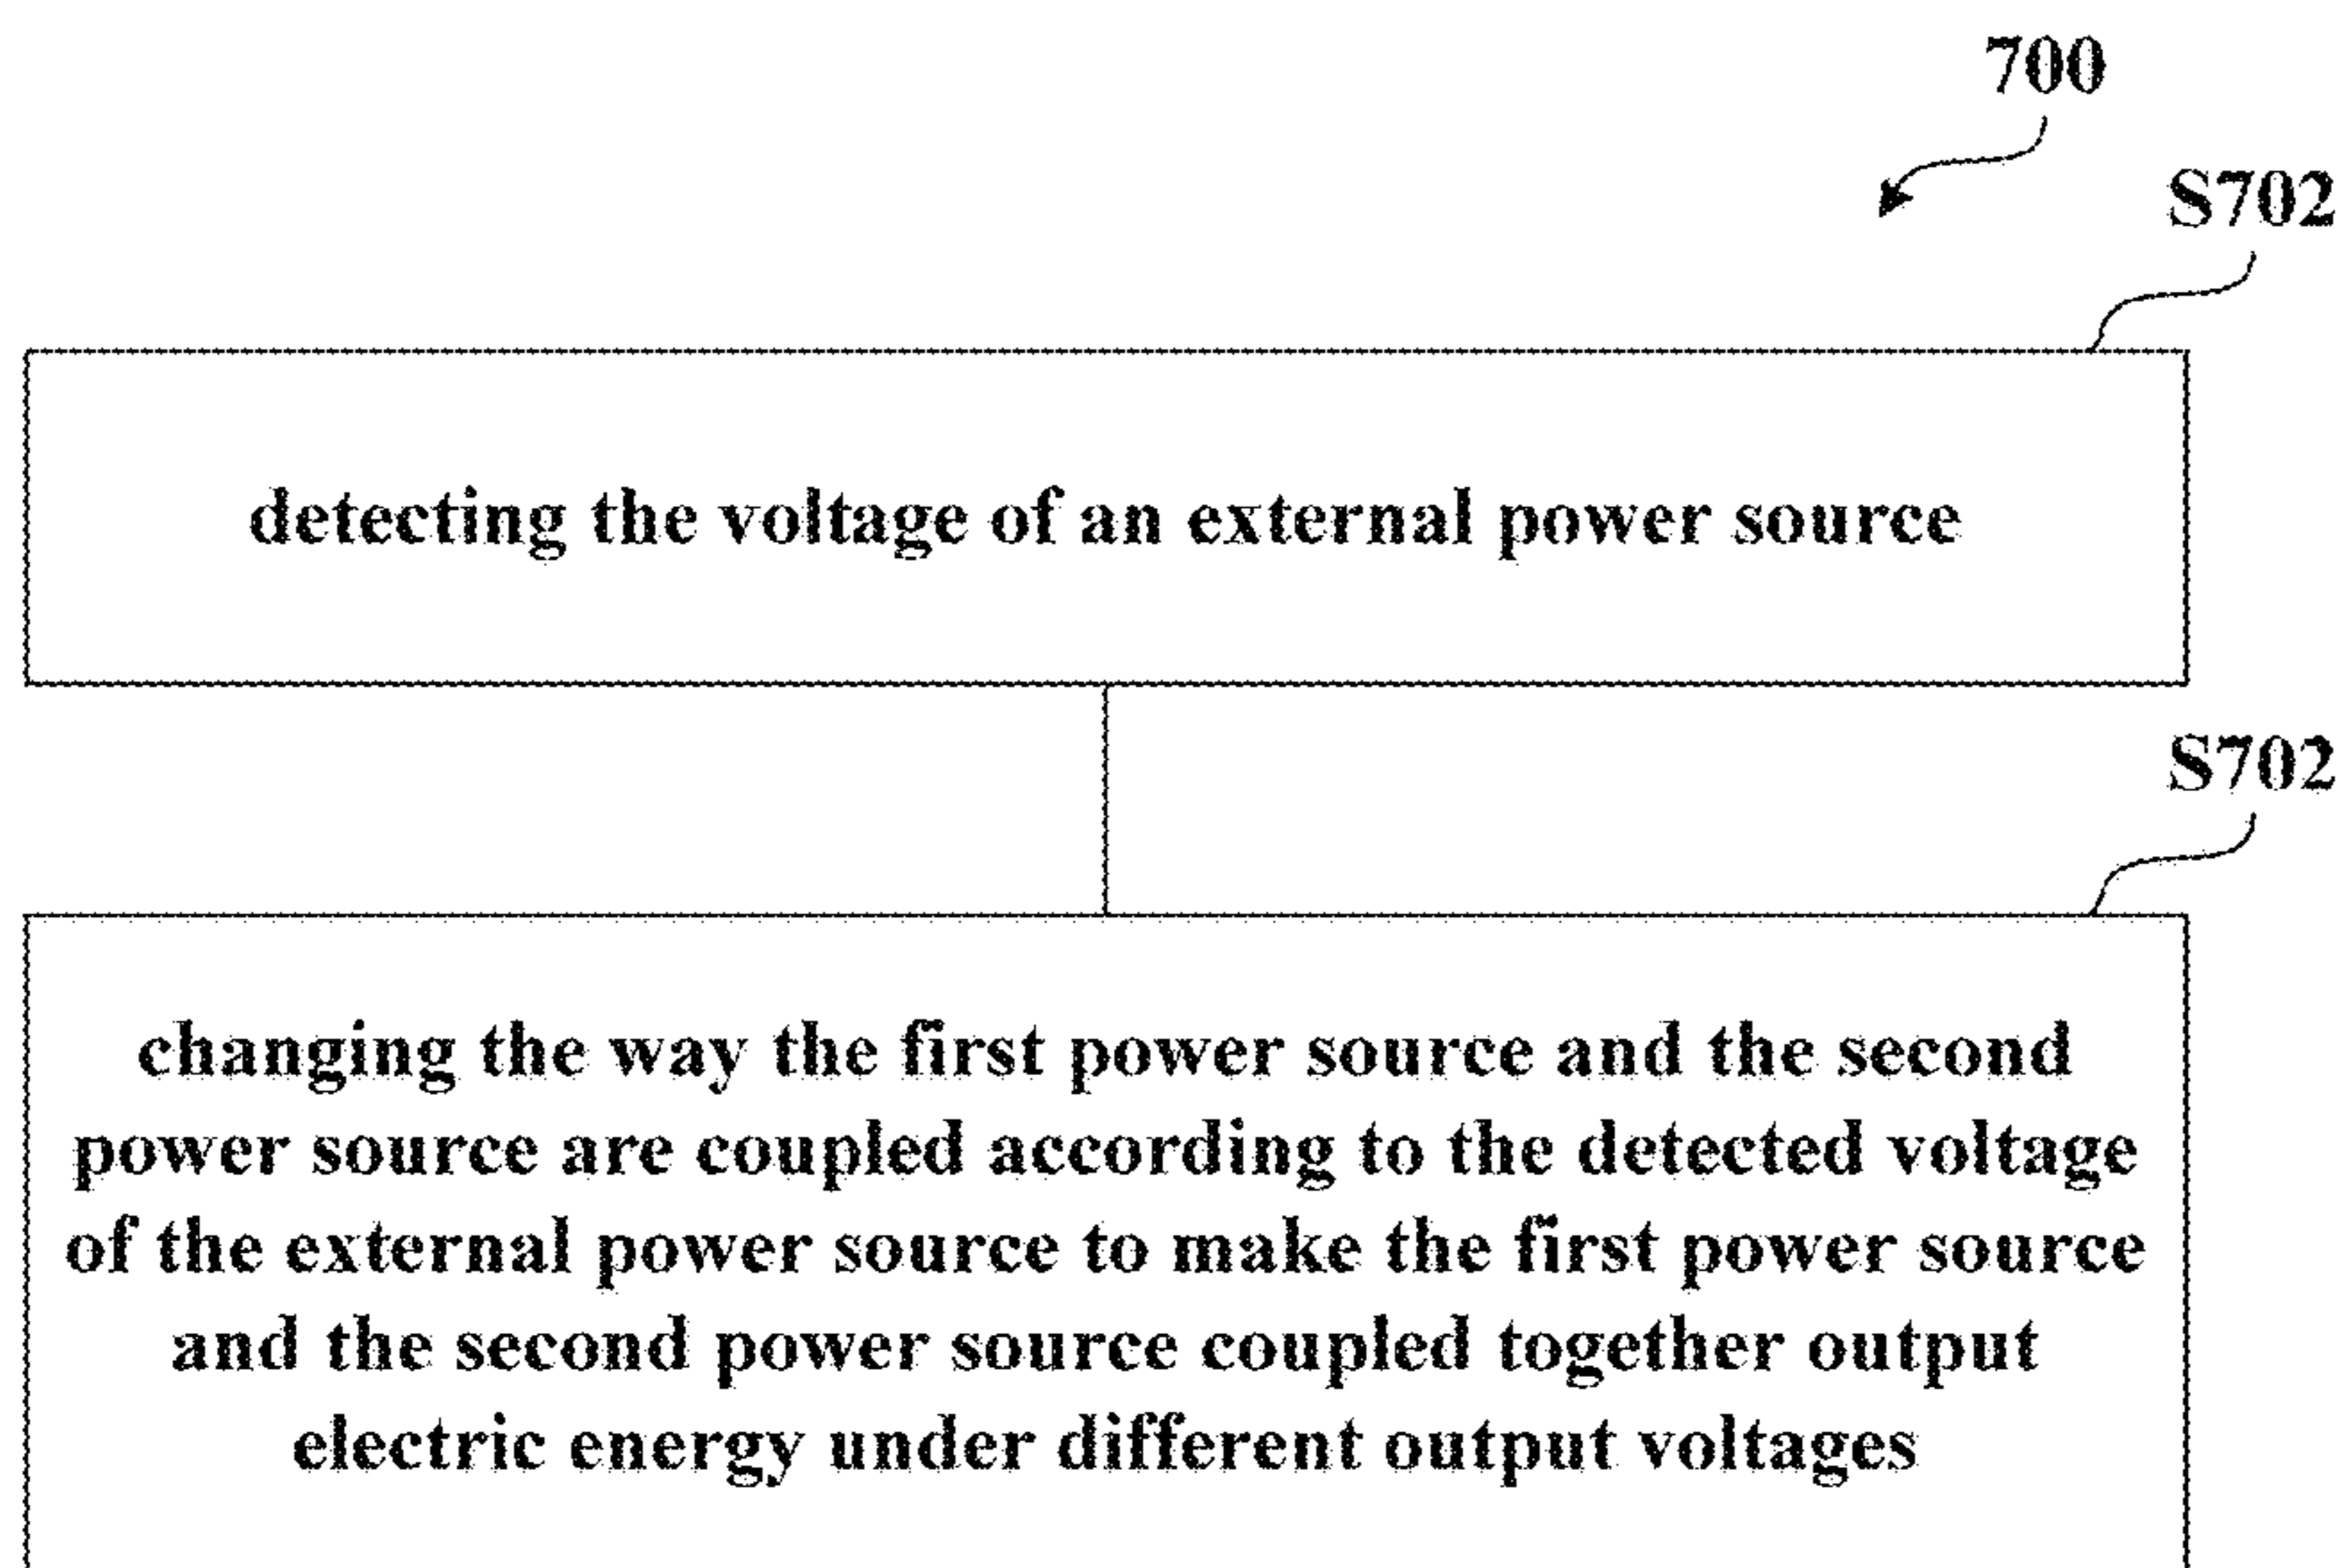 700
S702
detecting the voltage of an external power source
S702
changing the way the first power source and the second
power source are coupled according to the detected voltage
of the external power source to make the first power source
and the second power source coupled together output
electric energy under different output voltages